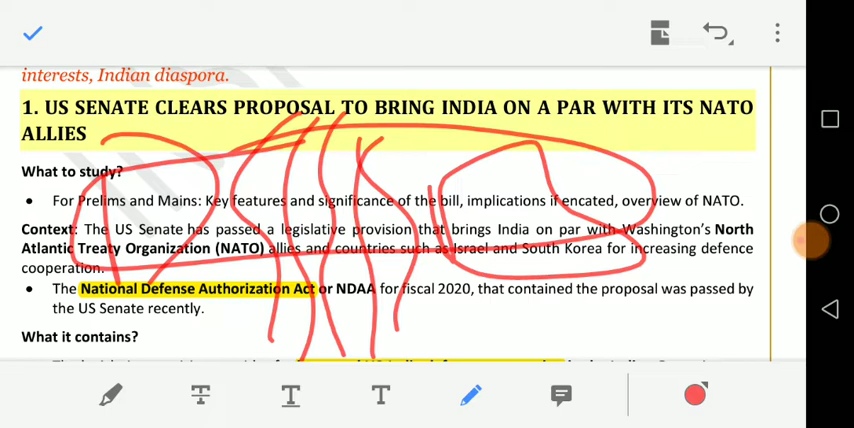 interests, Indian diaspora.
1. US SENATE CLEARS PROPOSAL TO BRING INDIA ON A PAR WITH ITS NATO
ALLIES
What to study?
• For Prelims and Mains: Key features and significance of the bill, implications if encated, overview of NATO.
Context: The US Senate has passed a legislative provision that brings India on par with Washington's North
Atlantic Treaty Organization (NATO) allies and countries such as Israel and South Korea for increasing defence
cooperation.
• The National Defense Authorization Act or NDAA for fiscal 2020, that contained the proposal was passed by
the US Senate recently.
What it contains?